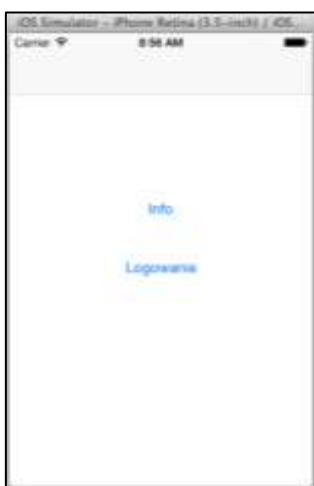 iOS Simulator – iPhone Retina (3.5-inch) / iOS...
Carrier 8:56 AM
Info
Logowanie